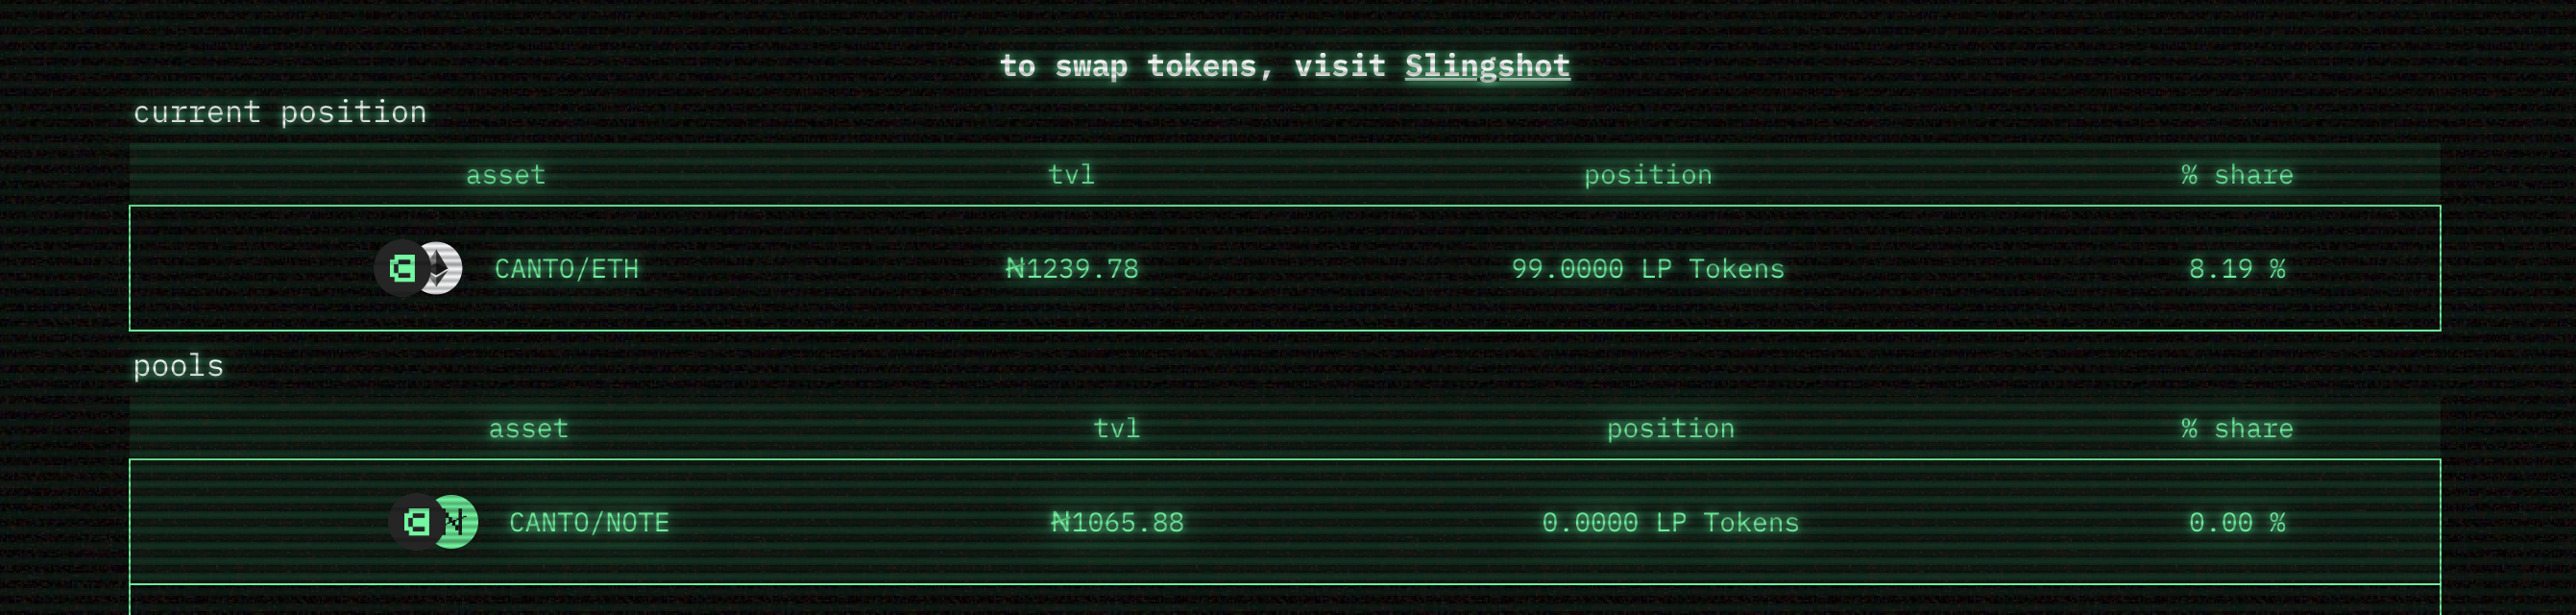 to swap tokens, visit Slingshot
current position
asset tvl position % share
CANTO/ETH ₦1239.78 99.0000 LP Tokens 8.19 %
pools
asset tvl position % share
CANTO/NOTE ₦1065.88 0.0000 LP Tokens 0.00 %